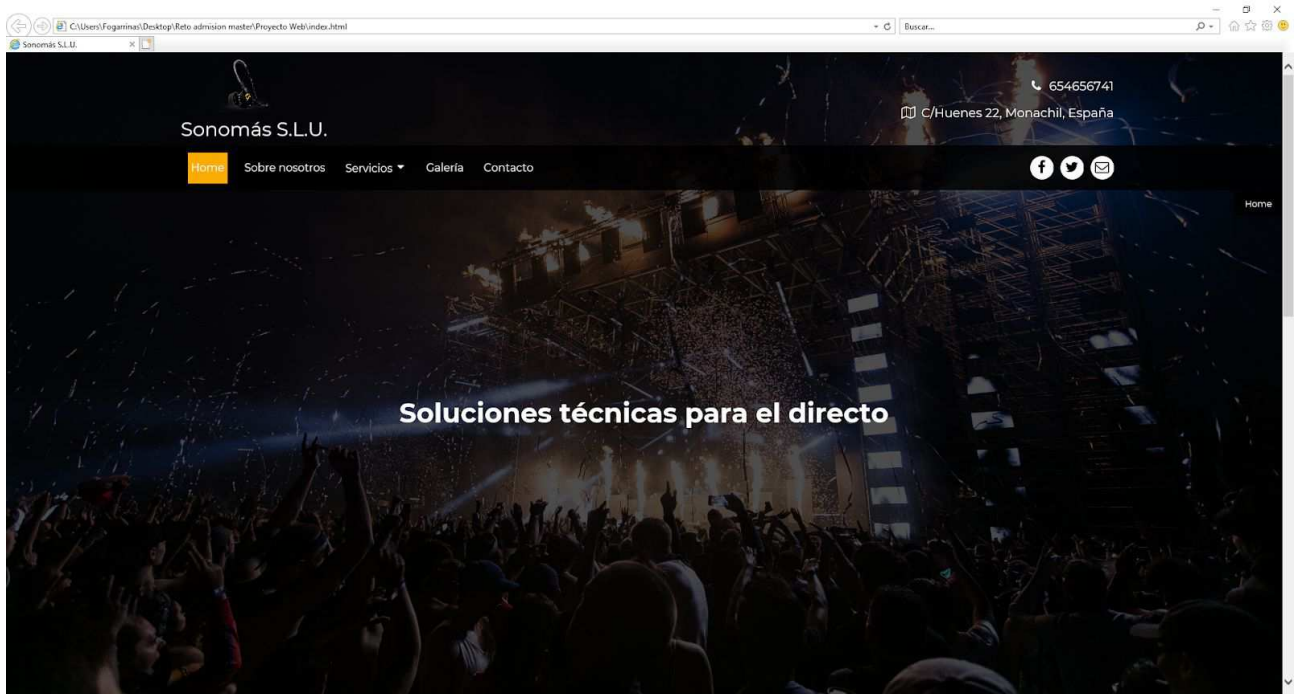 C:\Users\Fogarrinas\Desktop\Reto admision master\Proyecto Web\index.html
Buscar...
Sonomás S.L.U.
654656741
C/Huenes 22, Monachil, España
Sonomás S.L.U.
Home Sobre nosotros Servicios Galería Contacto
Home
Soluciones técnicas para el directo